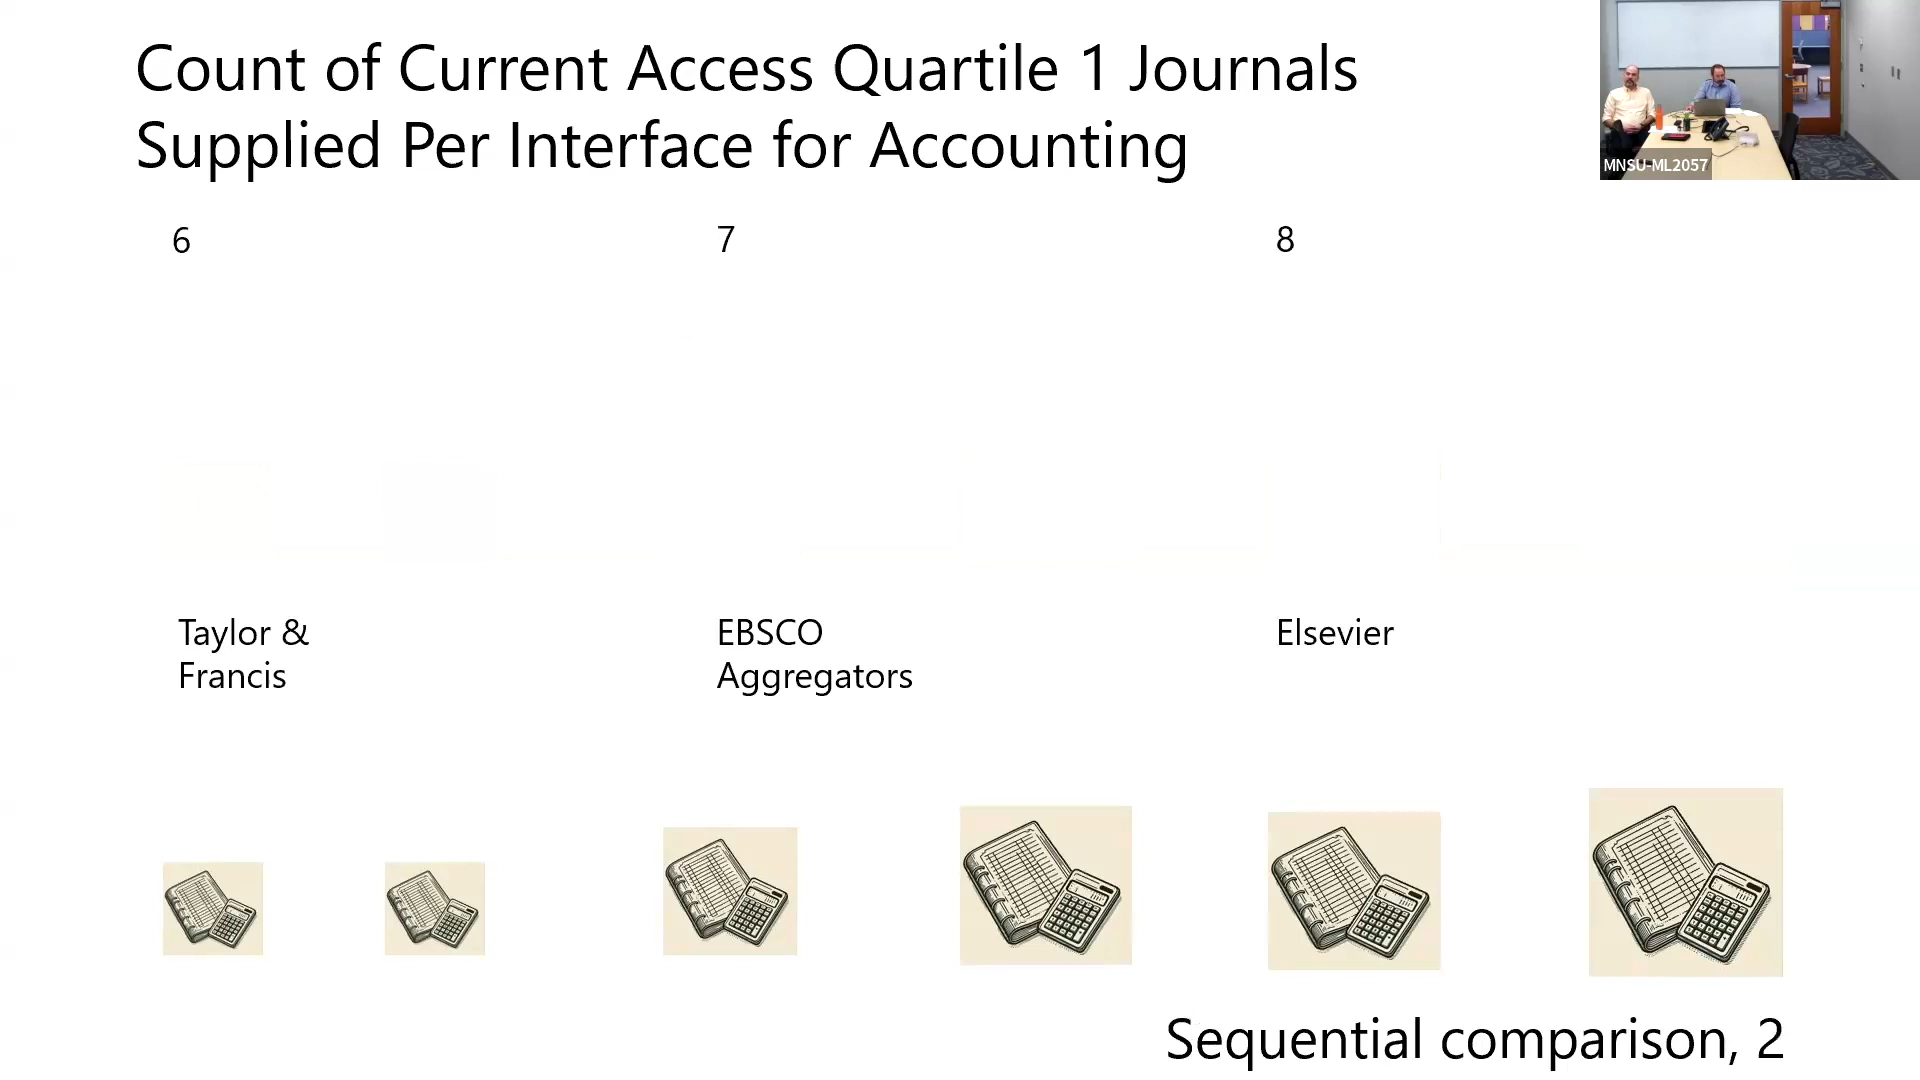 Count of Current Access Quartile 1 Journals
Supplied Per Interface for Accounting
MNSU-ML2057
6
7
8
Taylor &
Francis
EBSCO
Aggregators
Elsevier
Sequential comparison, 2